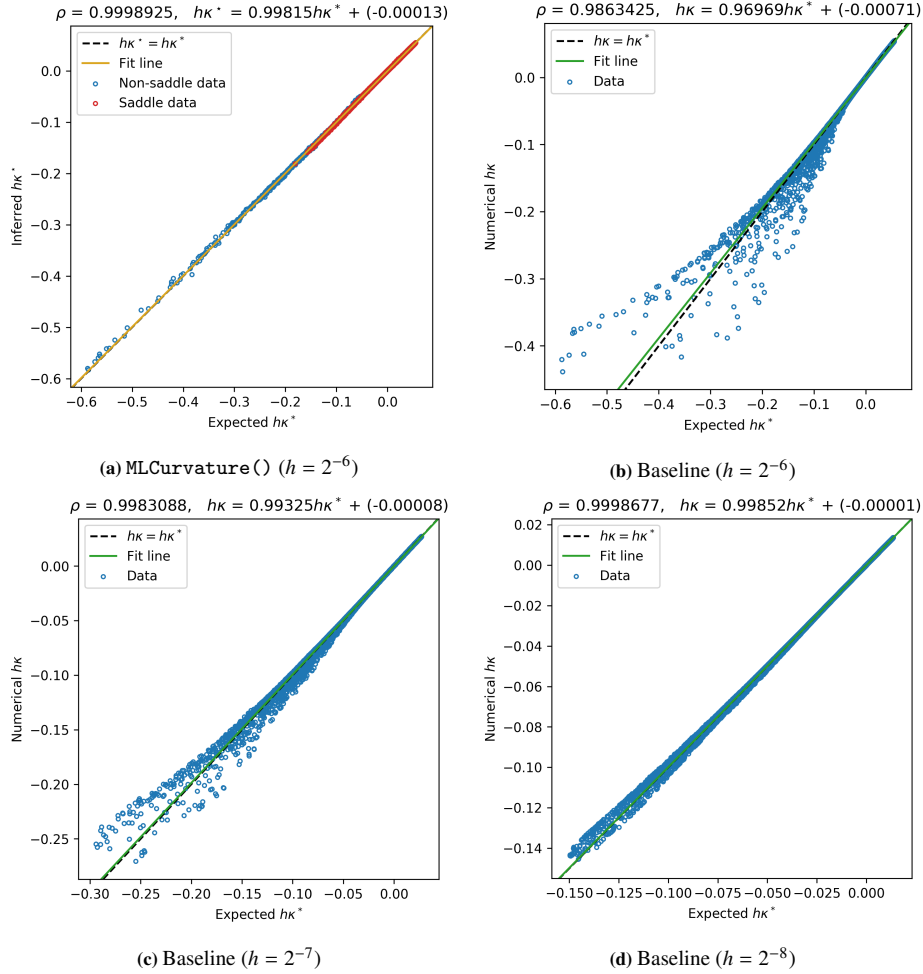 ρ = 0.9998925,   hκ⋆ = 0.99815hκ* + (-0.00013)
hκ⋆ = hκ*
Fit line
Non-saddle data
Saddle data
0.0
−0.1
−0.2
−0.3
−0.4
−0.5
−0.6
Inferred hκ⋆
−0.6 −0.5 −0.4 −0.3 −0.2 −0.1 0.0
Expected hκ*
(a) MLCurvature() (h = 2⁻⁶)
ρ = 0.9863425,   hκ = 0.96969hκ* + (-0.00071)
hκ = hκ*
Fit line
Data
0.0
−0.1
−0.2
−0.3
−0.4
Numerical hκ
−0.6 −0.5 −0.4 −0.3 −0.2 −0.1 0.0
Expected hκ*
(b) Baseline (h = 2⁻⁶)
ρ = 0.9983088,   hκ = 0.99325hκ* + (-0.00008)
hκ = hκ*
Fit line
Data
0.00
−0.05
−0.10
−0.15
−0.20
−0.25
Numerical hκ
−0.30 −0.25 −0.20 −0.15 −0.10 −0.05 0.00
Expected hκ*
(c) Baseline (h = 2⁻⁷)
ρ = 0.9998677,   hκ = 0.99852hκ* + (-0.00001)
hκ = hκ*
Fit line
Data
0.02
0.00
−0.02
−0.04
−0.06
−0.08
−0.10
−0.12
−0.14
Numerical hκ
−0.150 −0.125 −0.100 −0.075 −0.050 −0.025 0.000
Expected hκ*
(d) Baseline (h = 2⁻⁸)